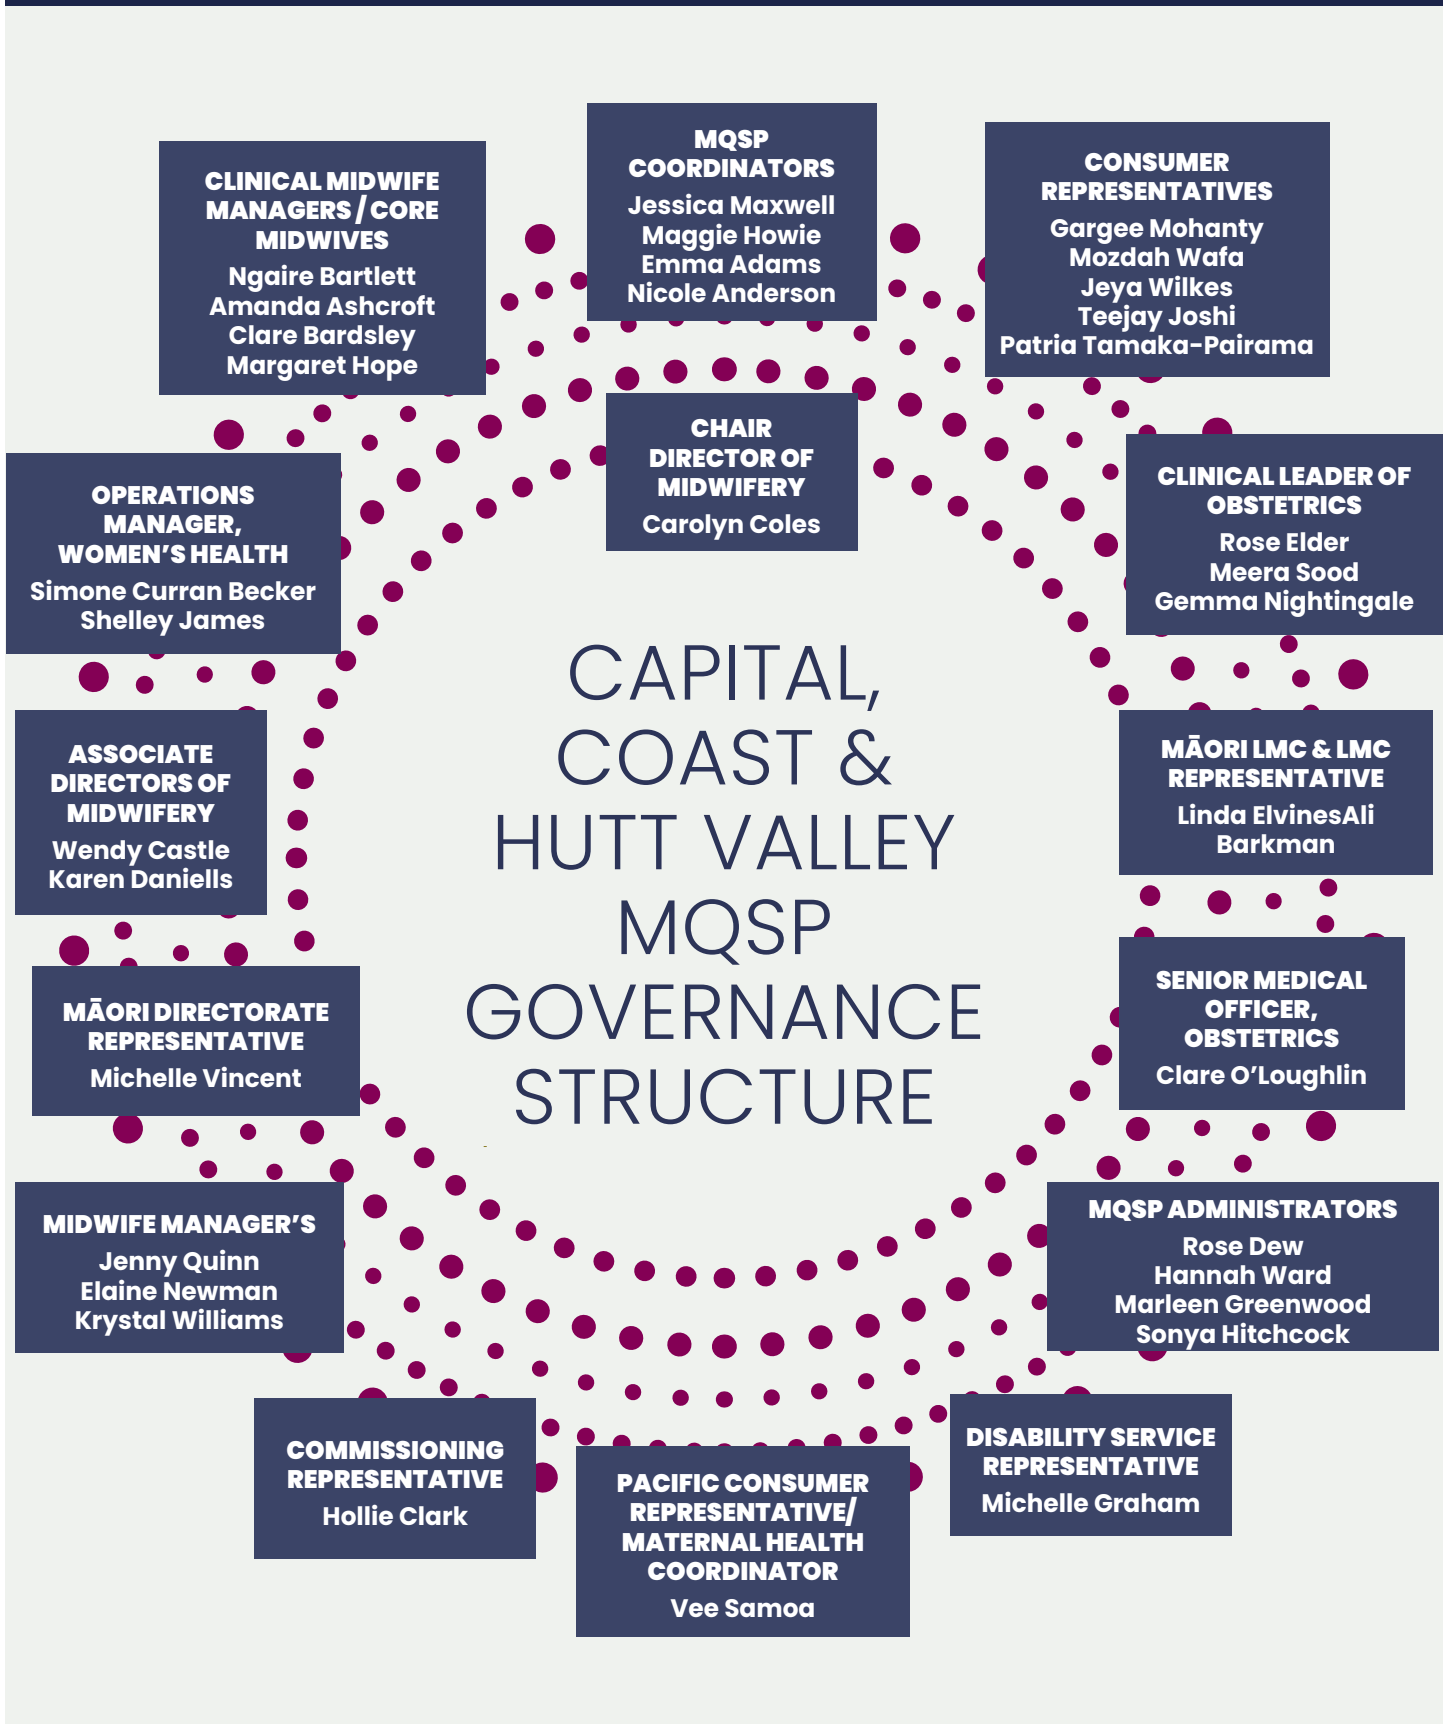 CLINICAL MIDWIFE
MANAGERS / CORE
MIDWIVES
Ngaire Bartlett
Amanda Ashcroft
Clare Bardsley
Margaret Hope
MQSP
COORDINATORS
Jessica Maxwell
Maggie Howie
Emma Adams
Nicole Anderson
CONSUMER
REPRESENTATIVES
Gargee Mohanty
Mozdah Wafa
Jeya Wilkes
Teejay Joshi
Patria Tamaka-Pairama
CHAIR
DIRECTOR OF
MIDWIFERY
Carolyn Coles
OPERATIONS
MANAGER,
WOMEN'S HEALTH
Simone Curran Becker
Shelley James
CLINICAL LEADER OF
OBSTETRICS
Rose Elder
Meera Sood
Gemma Nightingale
CAPITAL,
COAST &
HUTT VALLEY
MQSP
GOVERNANCE
STRUCTURE
ASSOCIATE
DIRECTORS OF
MIDWIFERY
Wendy Castle
Karen Daniells
MĀORI LMC & LMC
REPRESENTATIVE
Linda ElvinesAli
Barkman
MĀORI DIRECTORATE
REPRESENTATIVE
Michelle Vincent
SENIOR MEDICAL
OFFICER,
OBSTETRICS
Clare O'Loughlin
MIDWIFE MANAGER'S
Jenny Quinn
Elaine Newman
Krystal Williams
MQSP ADMINISTRATORS
Rose Dew
Hannah Ward
Marleen Greenwood
Sonya Hitchcock
COMMISSIONING
REPRESENTATIVE
Hollie Clark
PACIFIC CONSUMER
REPRESENTATIVE/
MATERNAL HEALTH
COORDINATOR
Vee Samoa
DISABILITY SERVICE
REPRESENTATIVE
Michelle Graham